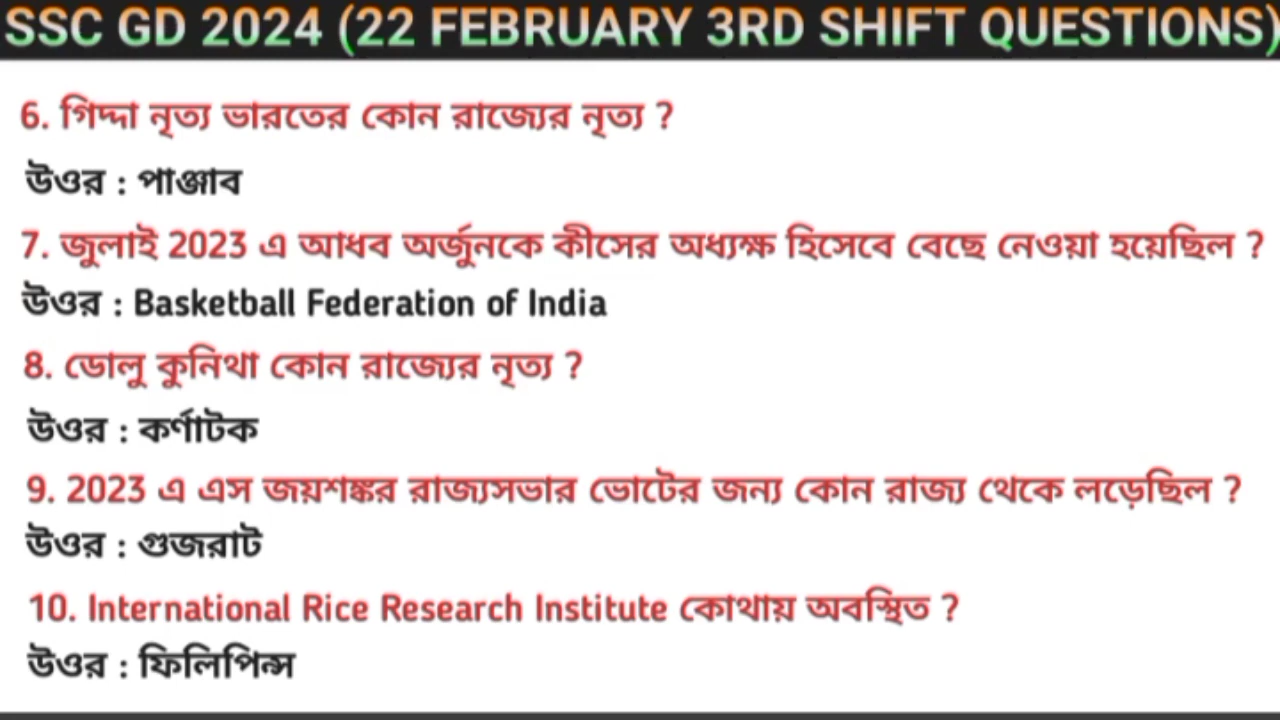 SSC GD 2024 (22 FEBRUARY 3RD SHIFT QUESTIONS)
6. গিদ্দা নৃত্য ভারতের কোন রাজ্যের নৃত্য ?
উওর : পাঞ্জাব
7. জুলাই 2023 এ আধব অর্জুনকে কীসের অধ্যক্ষ হিসেবে বেছে নেওয়া হয়েছিল ?
উওর : Basketball Federation of India
8. ডোলু কুনিথা কোন রাজ্যের নৃত্য ?
উওর : কর্ণাটক
9. 2023 এ এস জয়শঙ্কর রাজ্যসভার ভোটের জন্য কোন রাজ্য থেকে লড়েছিল ?
উওর : গুজরাট
10. International Rice Research Institute কোথায় অবস্থিত ?
উওর : ফিলিপিন্স